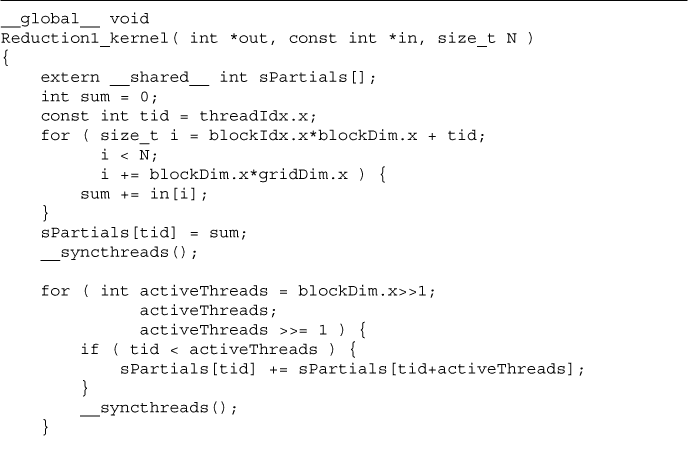 __global__ void
Reduction1_kernel( int *out, const int *in, size_t N )
{
    extern __shared__ int sPartials[];
    int sum = 0;
    const int tid = threadIdx.x;
    for ( size_t i = blockIdx.x*blockDim.x + tid;
          i < N;
          i += blockDim.x*gridDim.x ) {
        sum += in[i];
    }
    sPartials[tid] = sum;
    __syncthreads();

    for ( int activeThreads = blockDim.x>>1;
              activeThreads;
              activeThreads >>= 1 ) {
        if ( tid < activeThreads ) {
            sPartials[tid] += sPartials[tid+activeThreads];
        }
        __syncthreads();
    }